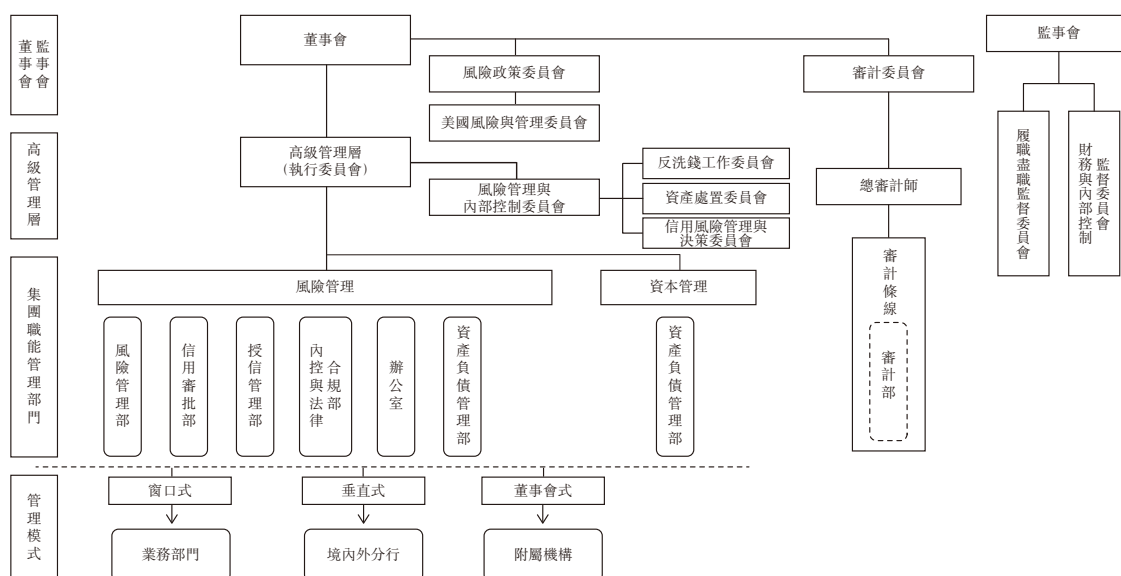 董事會
監事會
董事會
風險政策委員會
美國風險與管理委員會
審計委員會
監事會
履職盡職監督委員會
財務與內部控制
監督委員會
高級管理層
高級管理層
(執行委員會)
風險管理與
內部控制委員會
反洗錢工作委員會
資產處置委員會
信用風險管理與
決策委員會
總審計師
集團職能管理部門
風險管理
資本管理
風險管理部
信用審批部
授信管理部
內控與法律
合規部
辦公室
資產負債管理部
資產負債管理部
審計條線
審計部
管理模式
窗口式
垂直式
董事會式
業務部門
境內外分行
附屬機構